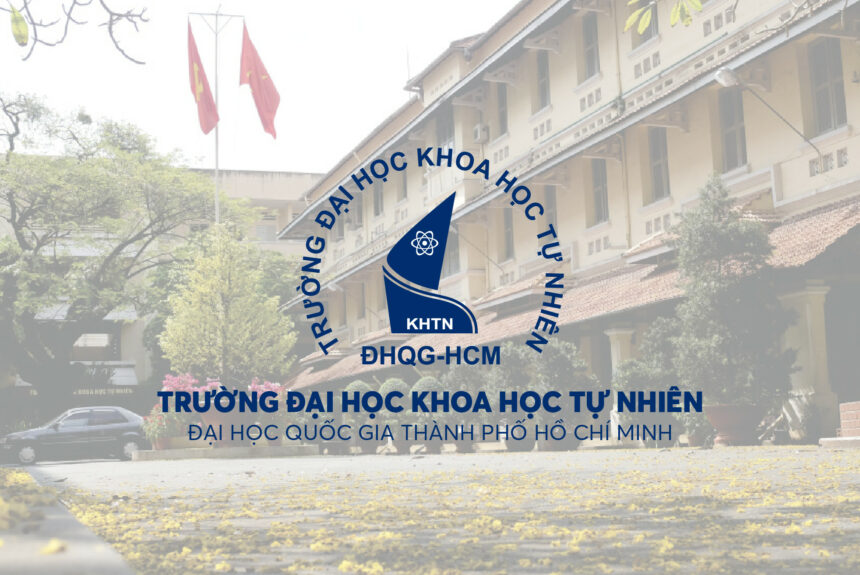 TRƯỜNG ĐẠI HỌC KHOA HỌC TỰ NHIÊN
KHTN
ĐHQG-HCM
TRƯỜNG ĐẠI HỌC KHOA HỌC TỰ NHIÊN
ĐẠI HỌC QUỐC GIA THÀNH PHỐ HỒ CHÍ MINH